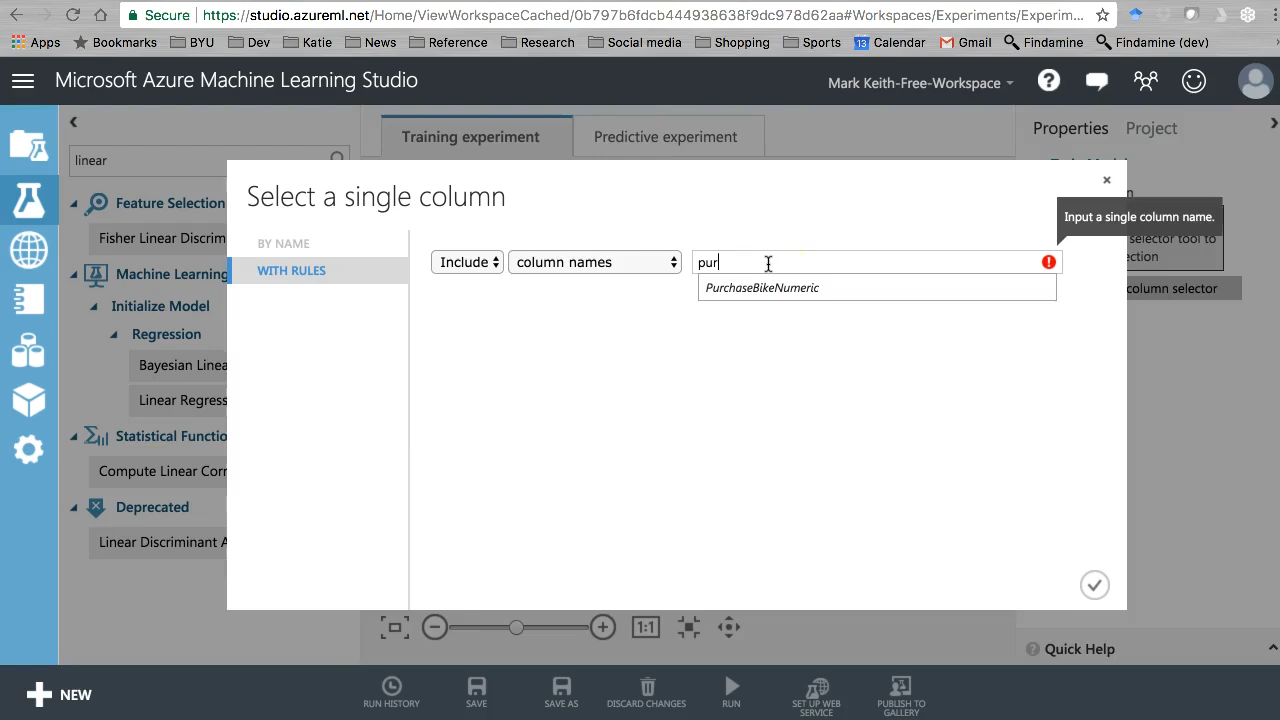 Secure https://studio.azureml.net/Home/ViewWorkspaceCached/0b797b6fdcb444938638f9dc978d62aa#Workspaces/Experiments/Experim...
Apps Bookmarks BYU Dev Katie News Reference Research Social media Shopping Sports 13 Calendar Gmail Findamine Findamine (dev)
Microsoft Azure Machine Learning Studio
Mark Keith-Free-Workspace
Training experiment
Predictive experiment
Properties Project
linear
Select a single column
Feature Selection
Fisher Linear Discrim
Machine Learning
Initialize Model
Regression
Bayesian Linea
Linear Regress
Statistical Functio
Compute Linear Corr
Deprecated
Linear Discriminant A
BY NAME
WITH RULES
Include
column names
pur
PurchaseBikeNumeric
Input a single column name.
selector tool to
ection
column selector
1:1
Quick Help
NEW
RUN HISTORY
SAVE
SAVE AS
DISCARD CHANGES
RUN
SET UP WEB
SERVICE
PUBLISH TO
GALLERY